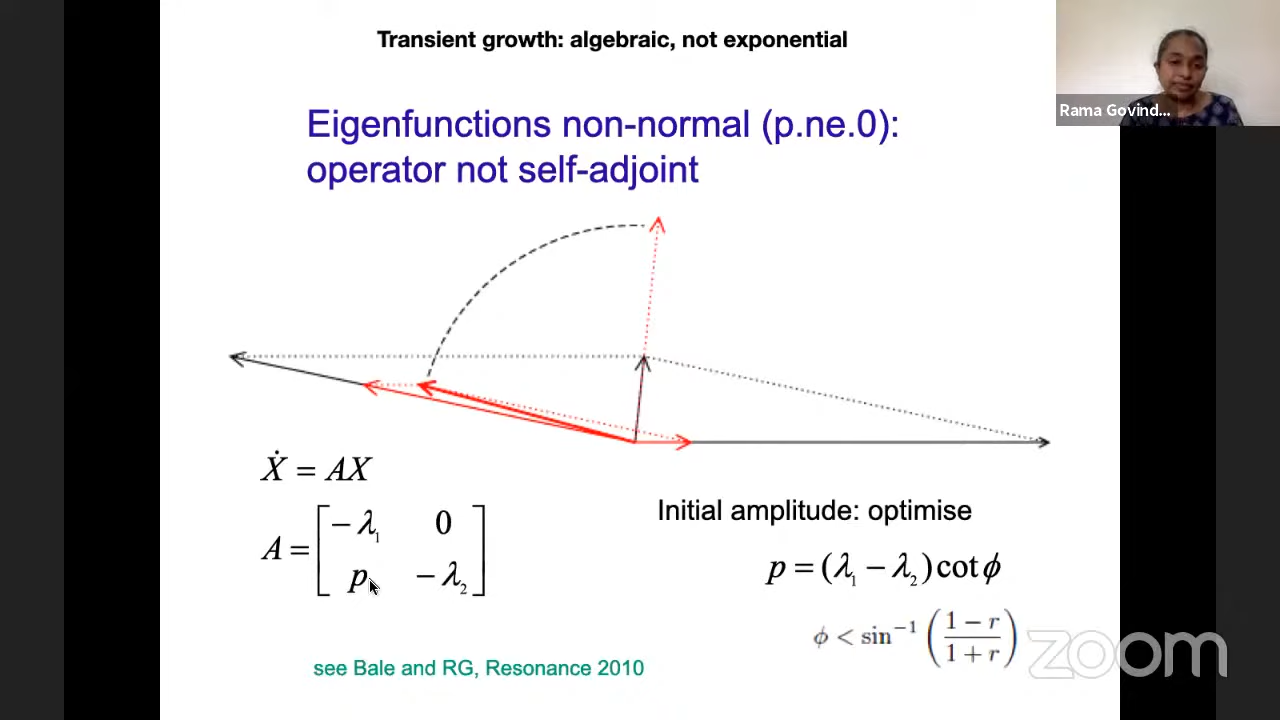 Transient growth: algebraic, not exponential
Rama Govind...
Eigenfunctions non-normal (p.ne.0):
operator not self-adjoint
Ẋ = AX
A = [ −λ₁ 0
p −λ₂ ]
Initial amplitude: optimise
p = (λ₁ − λ₂) cot ϕ
ϕ < sin⁻¹ ( (1 − r) / (1 + r) )
see Bale and RG, Resonance 2010
zoom